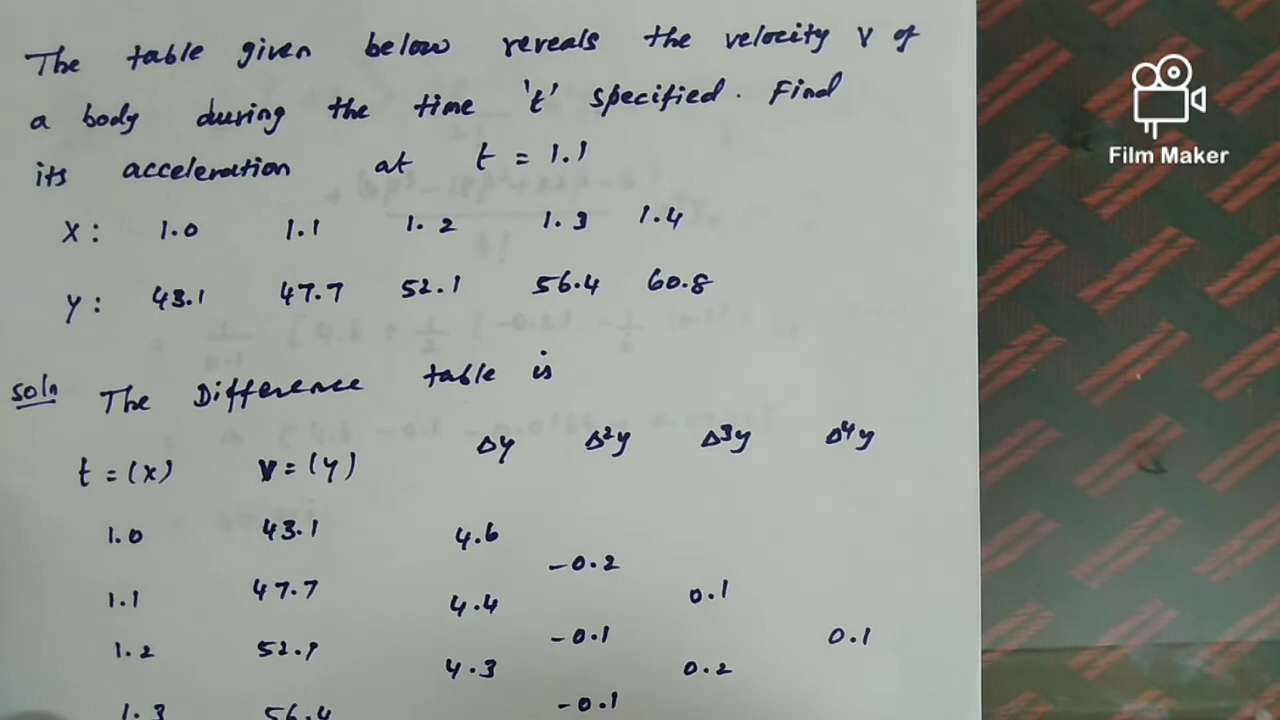 The table given below reveals the velocity v of
a body during the time 't' specified. Find
its acceleration at t = 1.1
X: 1.0 1.1 1.2 1.3 1.4
Y: 43.1 47.7 52.1 56.4 60.8
Soln The Difference table is
t = (x) v = (y) Δy Δ²y Δ³y Δ⁴y
1.0 43.1 4.6
-0.2
1.1 47.7 4.4 0.1
1.2 52.1 -0.1 0.1
4.3 0.2
1.3 56.4 -0.1
Film Maker